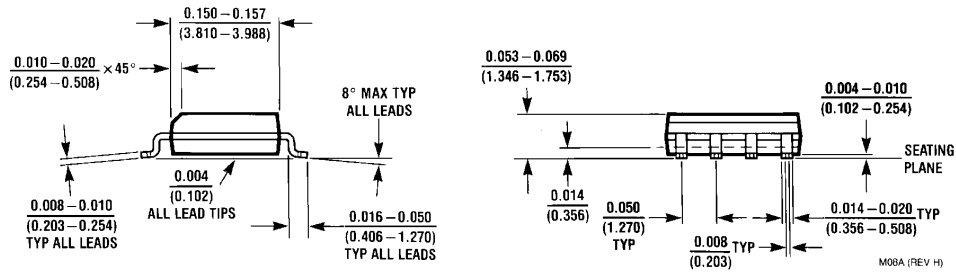 0.150 – 0.157
(3.810 – 3.988)
0.010 – 0.020
(0.254 – 0.508)
× 45°
8° MAX TYP
ALL LEADS
0.004
(0.102)
ALL LEAD TIPS
0.008 – 0.010
(0.203 – 0.254)
TYP ALL LEADS
0.016 – 0.050
(0.406 – 1.270)
TYP ALL LEADS
0.053 – 0.069
(1.346 – 1.753)
0.004 – 0.010
(0.102 – 0.254)
SEATING
PLANE
0.014
(0.356)
0.050
(1.270)
TYP
0.014 – 0.020 TYP
(0.356 – 0.508)
0.008 TYP
(0.203)
M08A (REV H)